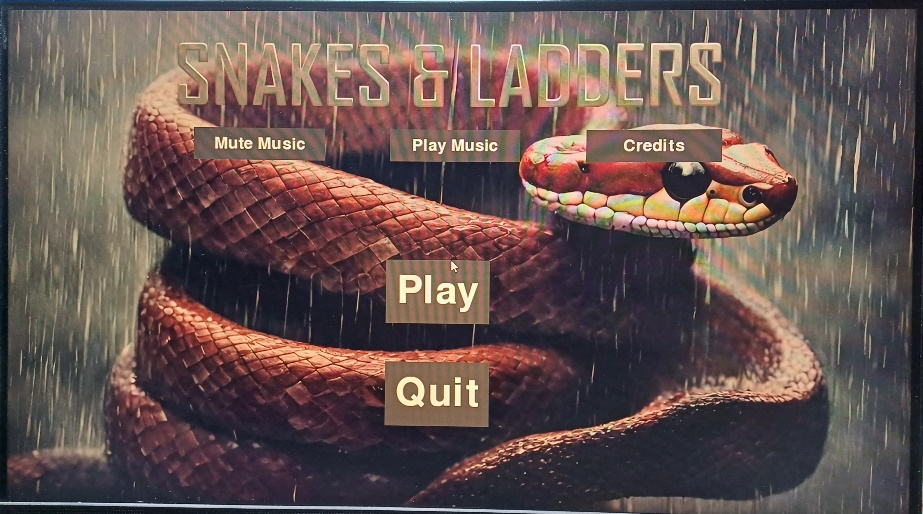 SNAKES & LADDERS
Mute Music Play Music Credits
Play
Quit